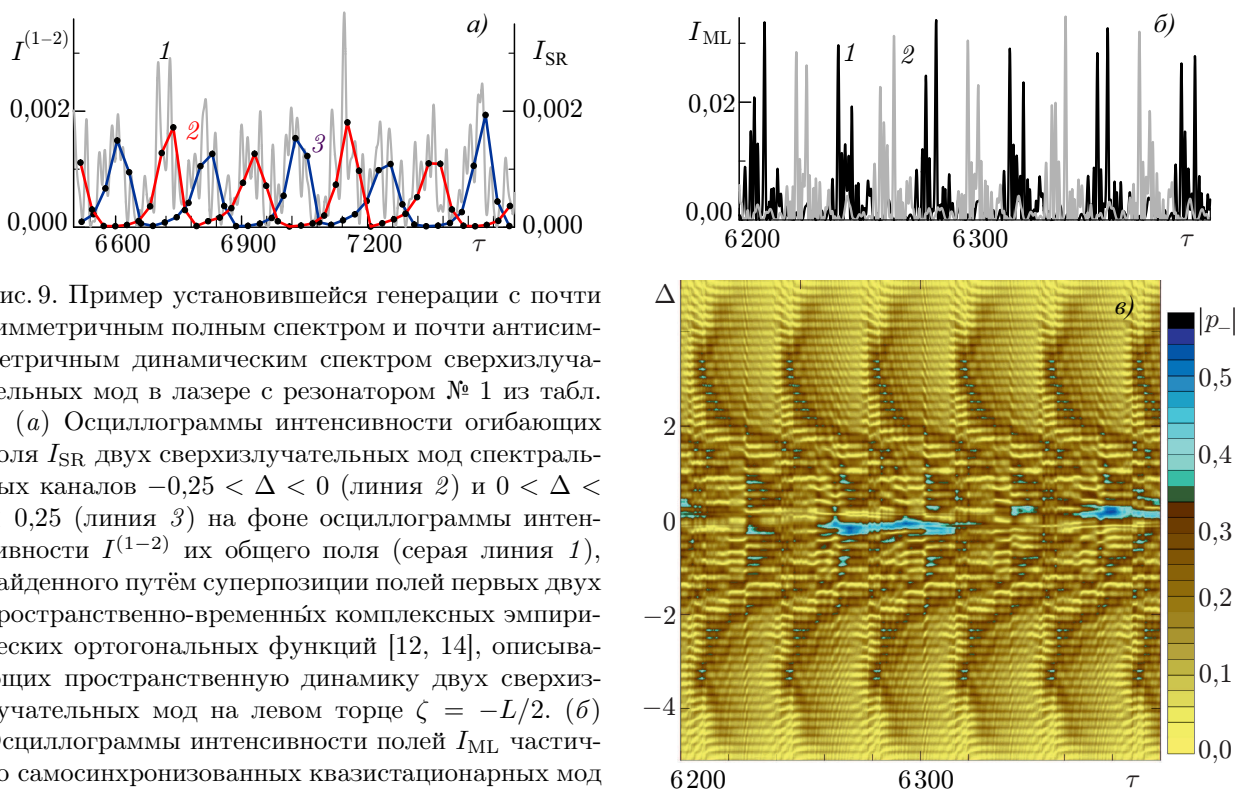 а)
I^(1−2)
1
I_SR
0,002
0,002
2
3
0,000
0,000
6600
6900
7200
τ
б)
I_ML
1
2
0,02
0,00
6200
6300
τ
ис. 9. Пример установившейся генерации с почти
имметричным полным спектром и почти антисим-
етричным динамическим спектром сверхизлуча-
ельных мод в лазере с резонатором № 1 из табл.
(а) Осциллограммы интенсивности огибающих
оля I_SR двух сверхизлучательных мод спектраль-
ых каналов −0,25 < Δ < 0 (линия 2) и 0 < Δ <
0,25 (линия 3) на фоне осциллограммы интен-
ивности I^(1−2) их общего поля (серая линия 1),
айденного путём суперпозиции полей первых двух
ространственно-временны́х комплексных эмпири-
еских ортогональных функций [12, 14], описыва-
ющих пространственную динамику двух сверхиз-
учательных мод на левом торце ζ = −L/2. (б)
Осциллограммы интенсивности полей I_ML частич-
о самосинхронизованных квазистационарных мод
Δ
в)
|p_−|
2
0
−2
−4
0,5
0,4
0,3
0,2
0,1
0,0
6200
6300
τ